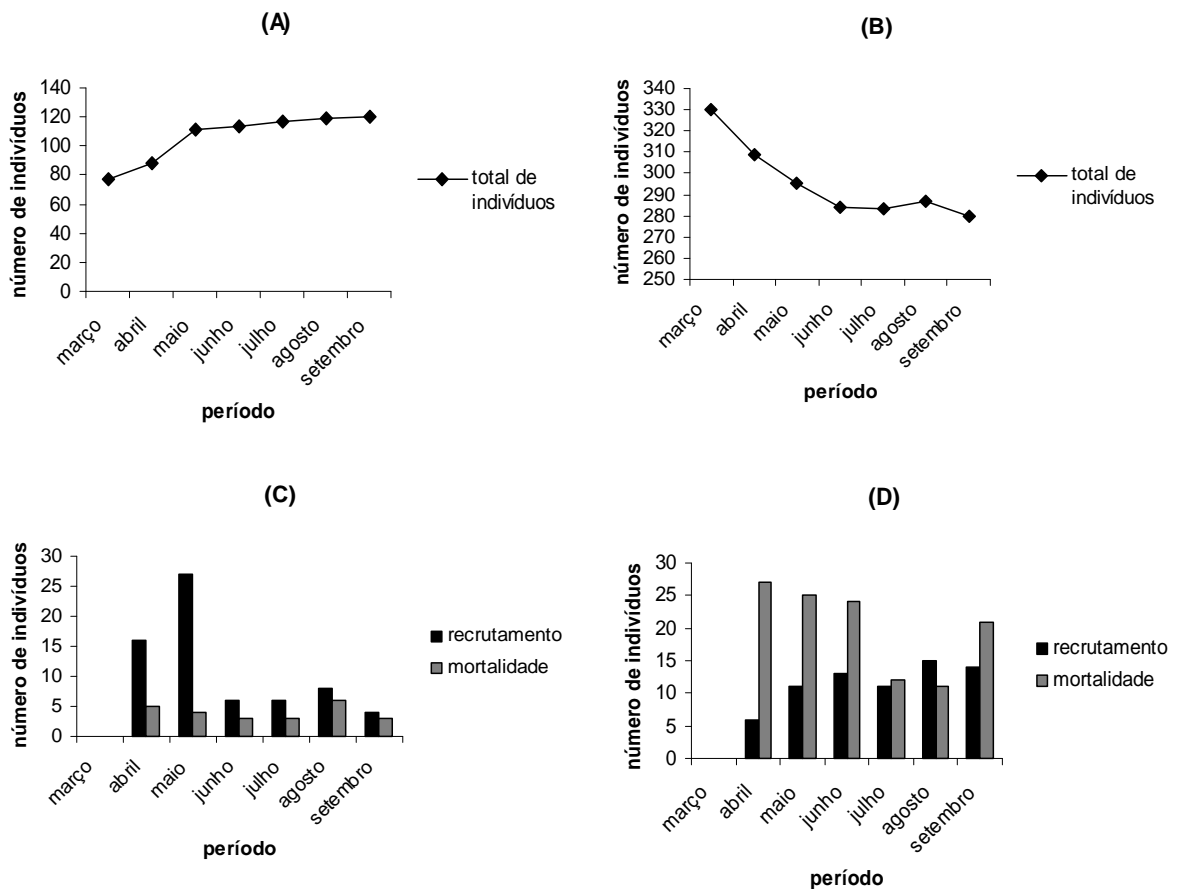 (A)
número de indivíduos
140
120
100
80
60
40
20
0
março
abril
maio
junho
julho
agosto
setembro
período
total de
indivíduos
(B)
número de indivíduos
340
330
320
310
300
290
280
270
260
250
março
abril
maio
junho
julho
agosto
setembro
período
total de
indivíduos
(C)
número de indivíduos
30
25
20
15
10
5
0
março
abril
maio
junho
julho
agosto
setembro
período
recrutamento
mortalidade
(D)
número de indivíduos
30
25
20
15
10
5
0
março
abril
maio
junho
julho
agosto
setembro
período
recrutamento
mortalidade